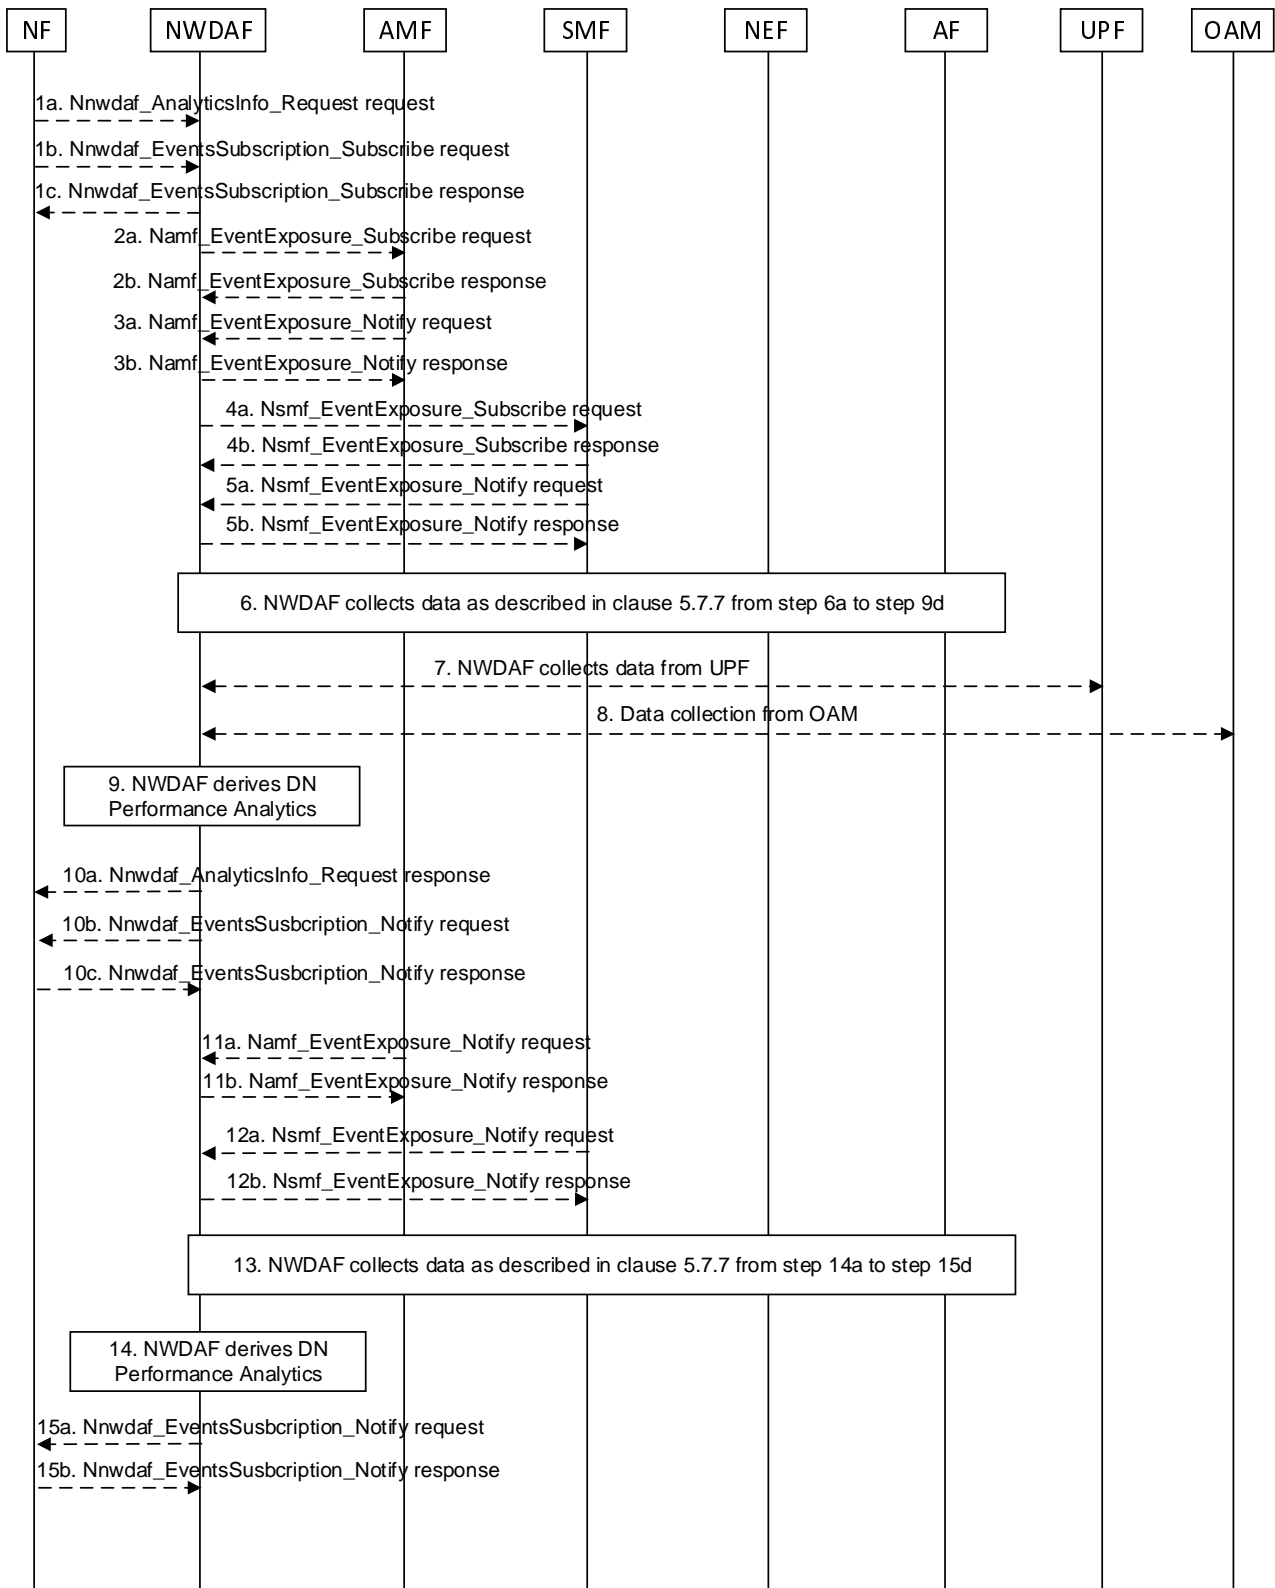 NF
NWDAF
AMF
SMF
NEF
AF
UPF
OAM
1a. Nnwdaf_AnalyticsInfo_Request request
1b. Nnwdaf_EventsSubscription_Subscribe request
1c. Nnwdaf_EventsSubscription_Subscribe response
2a. Namf_EventExposure_Subscribe request
2b. Namf_EventExposure_Subscribe response
3a. Namf_EventExposure_Notify request
3b. Namf_EventExposure_Notify response
4a. Nsmf_EventExposure_Subscribe request
4b. Nsmf_EventExposure_Subscribe response
5a. Nsmf_EventExposure_Notify request
5b. Nsmf_EventExposure_Notify response
6. NWDAF collects data as described in clause 5.7.7 from step 6a to step 9d
7. NWDAF collects data from UPF
8. Data collection from OAM
9. NWDAF derives DN
Performance Analytics
10a. Nnwdaf_AnalyticsInfo_Request response
10b. Nnwdaf_EventsSusbcription_Notify request
10c. Nnwdaf_EventsSusbcription_Notify response
11a. Namf_EventExposure_Notify request
11b. Namf_EventExposure_Notify response
12a. Nsmf_EventExposure_Notify request
12b. Nsmf_EventExposure_Notify response
13. NWDAF collects data as described in clause 5.7.7 from step 14a to step 15d
14. NWDAF derives DN
Performance Analytics
15a. Nnwdaf_EventsSusbcription_Notify request
15b. Nnwdaf_EventsSusbcription_Notify response